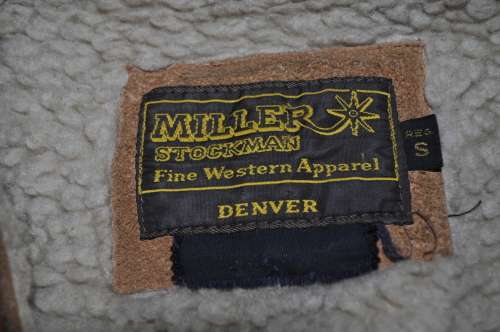 MILLER
STOCKMAN
Fine Western Apparel
DENVER
REG
S